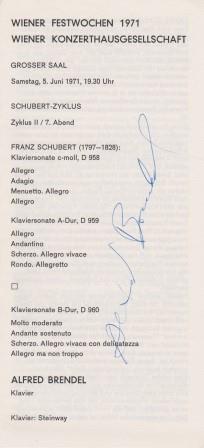 WIENER FESTWOCHEN 1971
WIENER KONZERTHAUSGESELLSCHAFT
GROSSER SAAL
Samstag, 5. Juni 1971, 19.30 Uhr
SCHUBERT-ZYKLUS
Zyklus II / 7. Abend
FRANZ SCHUBERT (1797–1828):
Klaviersonate c-moll, D 958
Allegro
Adagio
Menuetto. Allegro
Allegro
Klaviersonate A-Dur, D 959
Allegro
Andantino
Scherzo. Allegro vivace
Rondo. Allegretto
Klaviersonate B-Dur, D 960
Molto moderato
Andante sostenuto
Scherzo. Allegro vivace con delicatezza
Allegro ma non troppo
ALFRED BRENDEL
Klavier
Klavier: Steinway
Brendel